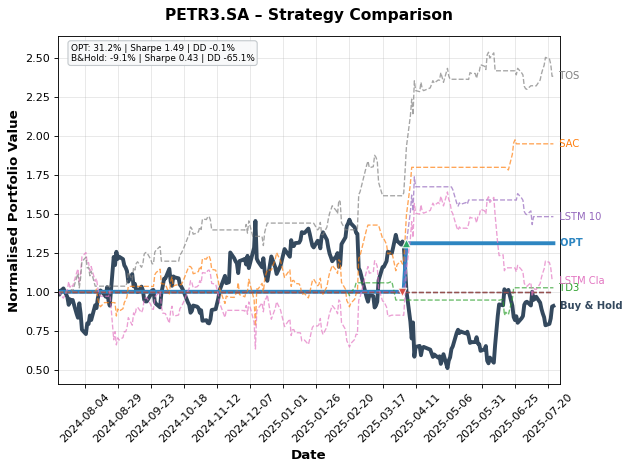 PETR3.SA – Strategy Comparison
OPT: 31.2% | Sharpe 1.49 | DD -0.1%
B&Hold: -9.1% | Sharpe 0.43 | DD -65.1%
Normalised Portfolio Value
2.50
2.25
2.00
1.75
1.50
1.25
1.00
0.75
0.50
TOS
SAC
LSTM 10
OPT
LSTM Cla
TD3
Buy & Hold
2024-08-04
2024-08-29
2024-09-23
2024-10-18
2024-11-12
2024-12-07
2025-01-01
2025-01-26
2025-02-20
2025-03-17
2025-04-11
2025-05-06
2025-05-31
2025-06-25
2025-07-20
Date